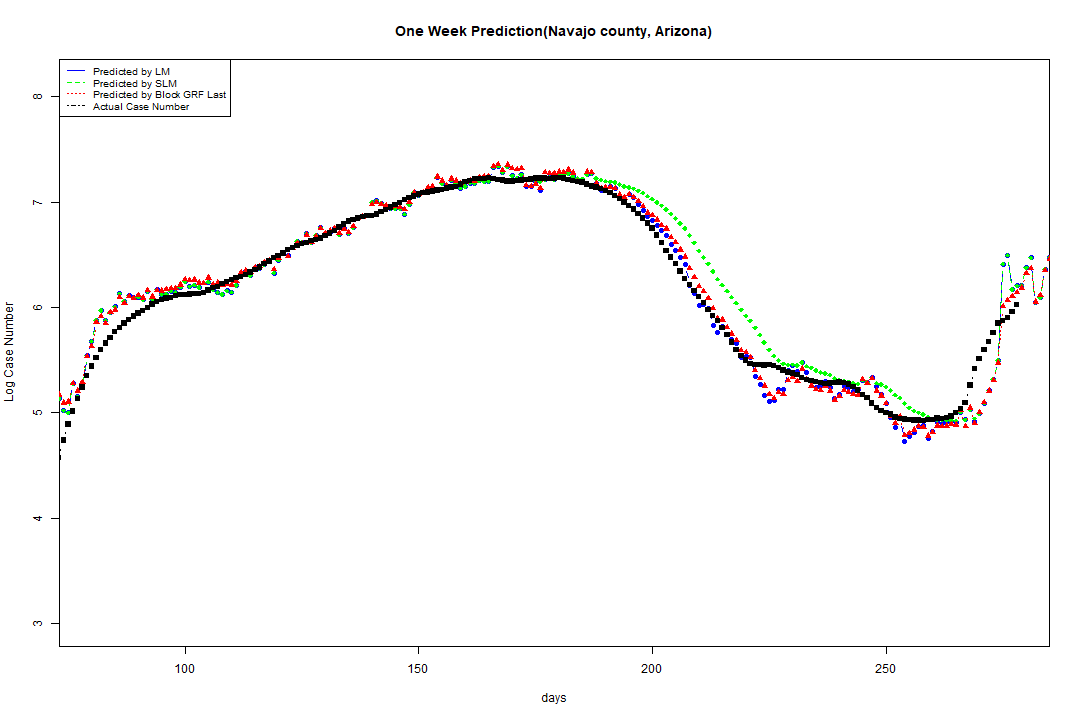 One Week Prediction(Navajo county, Arizona)
Predicted by LM
Predicted by SLM
Predicted by Block GRF Last
Actual Case Number
8
7
6
5
4
3
Log Case Number
100 150 200 250
days